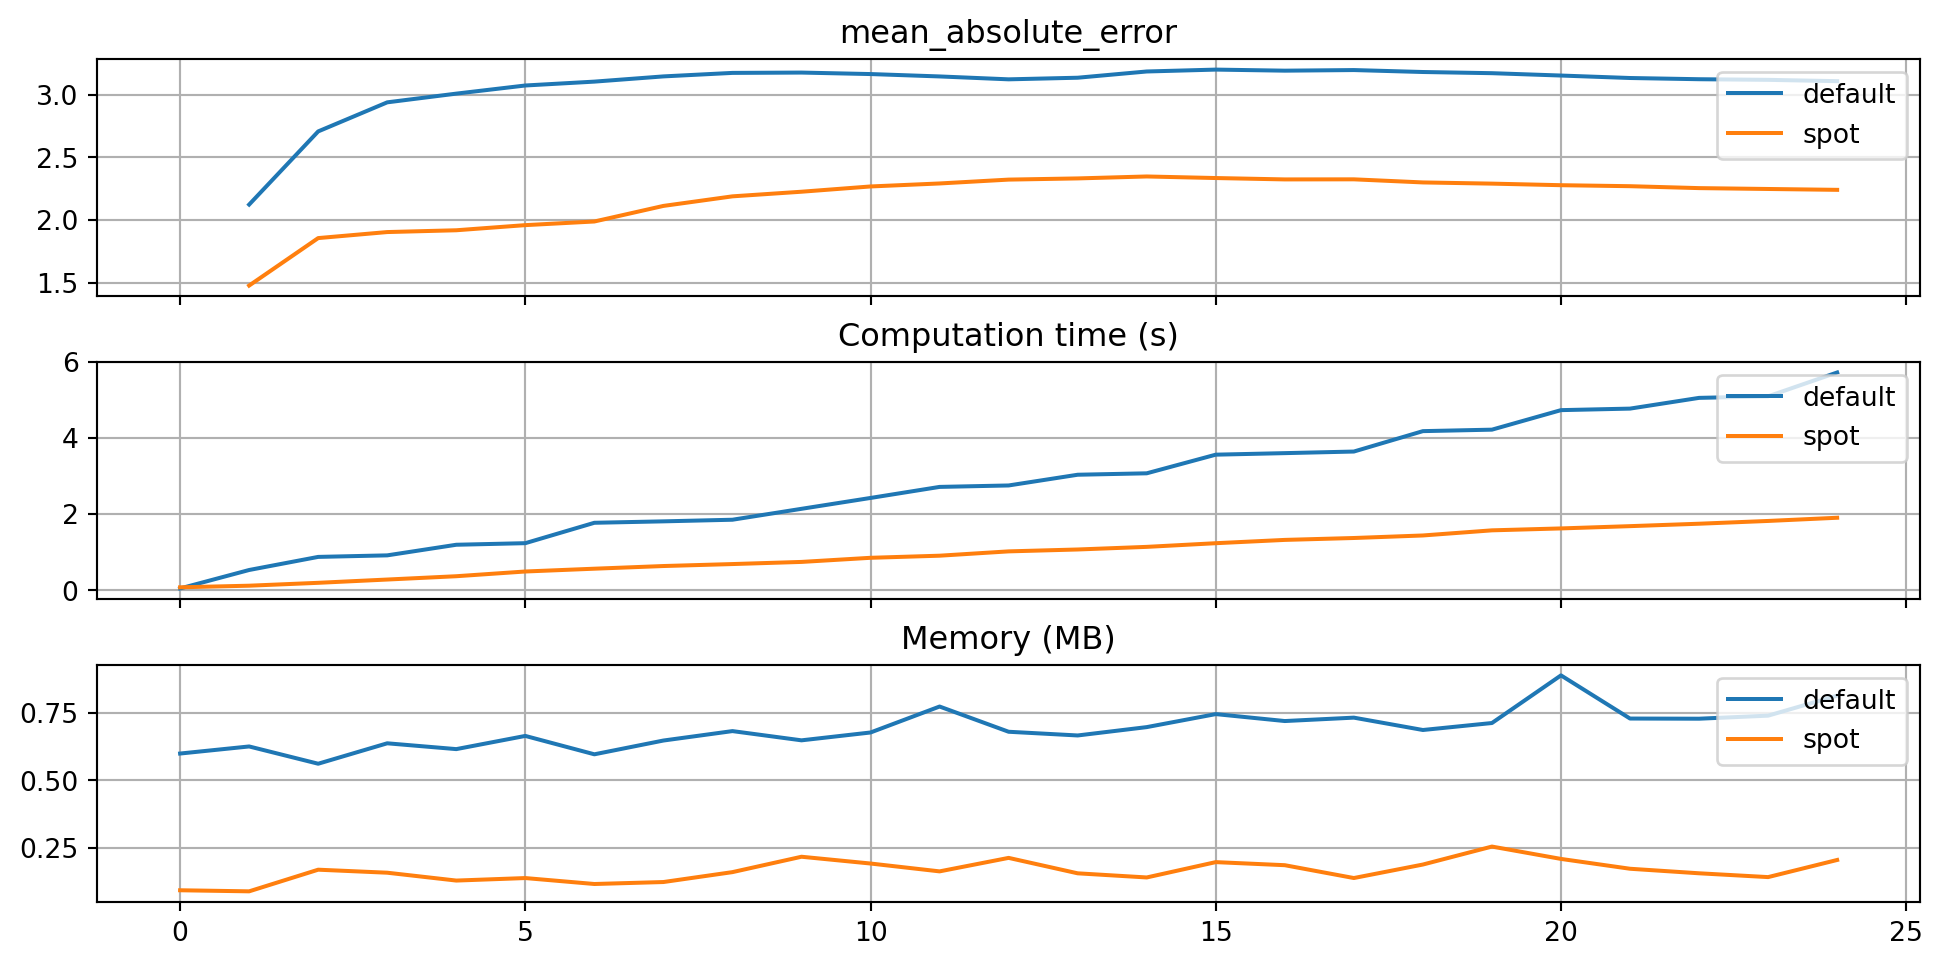 mean_absolute_error
3.0
2.5
2.0
1.5
default
spot
Computation time (s)
6
4
2
0
default
spot
Memory (MB)
0.75
0.50
0.25
default
spot
0 5 10 15 20 25